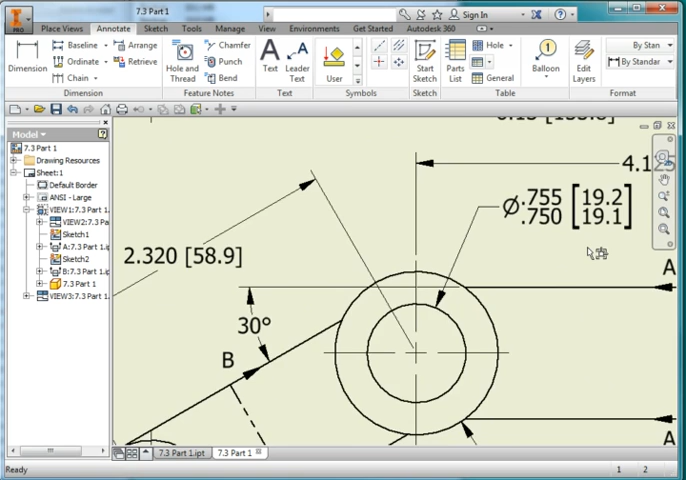 7.3 Part 1
Sign In
PRO
Place Views
Annotate
Sketch
Tools
Manage
View
Environments
Get Started
Autodesk 360
Dimension
Baseline
Ordinate
Chain
Arrange
Retrieve
Dimension
Hole and
Thread
Chamfer
Punch
Bend
Feature Notes
Text
Leader
Text
Text
User
Symbols
Start
Sketch
Sketch
Parts
List
Hole
General
Table
1
Balloon
Edit
Layers
By Stan
By Standar
Format
Model
7.3 Part 1
Drawing Resources
Sheet:1
Default Border
ANSI - Large
VIEW1:7.3 Part 1.
VIEW2:7.3 Pa
Sketch1
A:7.3 Part 1.ip
Sketch2
B:7.3 Part 1.ip
7.3 Part 1
VIEW3:7.3 Part 1.
4.125
Ø.755 [19.2]
.750 [19.1]
2.320 [58.9]
30°
A
B
A
7.3 Part 1.ipt
7.3 Part 1
Ready
1
2